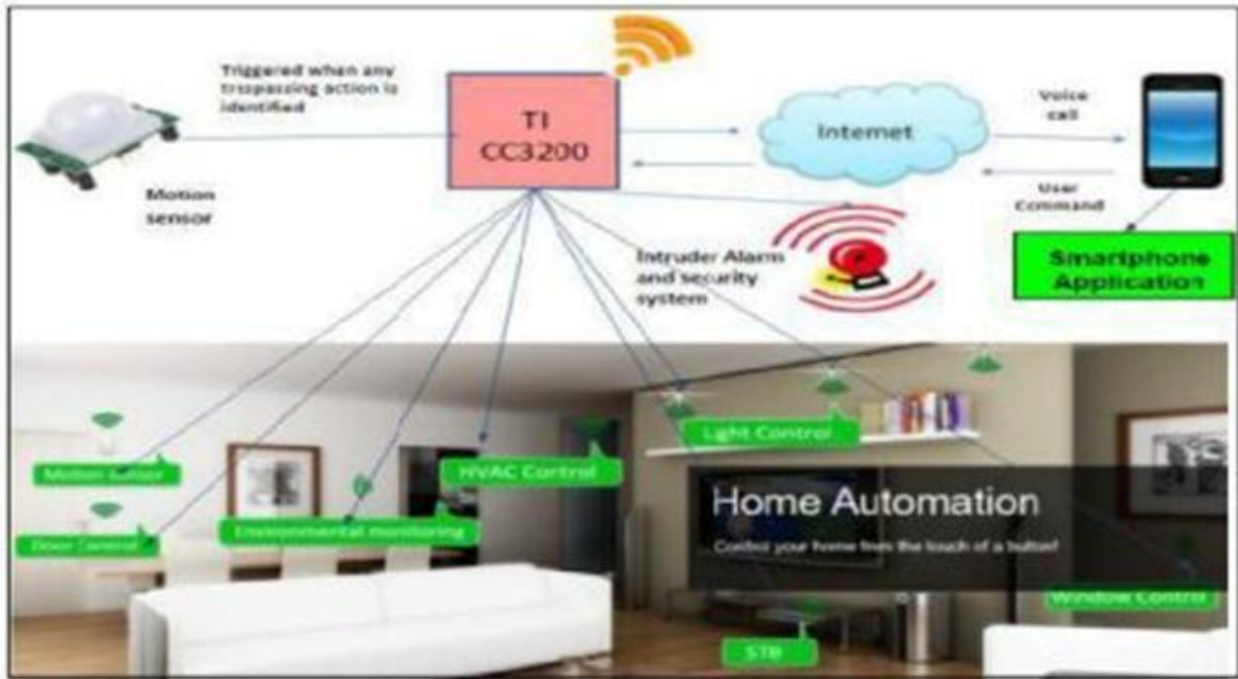 Triggered when any
trespassing action is
identified
TI
CC3200
Internet
Voice
call
Motion
sensor
User
Command
Intruder Alarm
and security
system
Smartphone
Application
Light Control
Motion Sensor
HVAC Control
Home Automation
Environmental monitoring
Door Control
Control your home from the touch of a button!
Window Control
STB